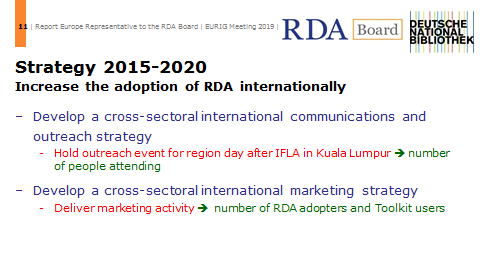 11 | Report Europe Representative to the RDA Board | EURIG Meeting 2019 |
RDA Board
DEUTSCHE
NATIONAL
BIBLIOTHEK
Strategy 2015-2020
Increase the adoption of RDA internationally
– Develop a cross-sectoral international communications and
outreach strategy
- Hold outreach event for region day after IFLA in Kuala Lumpur ➔ number
of people attending
– Develop a cross-sectoral international marketing strategy
- Deliver marketing activity ➔ number of RDA adopters and Toolkit users